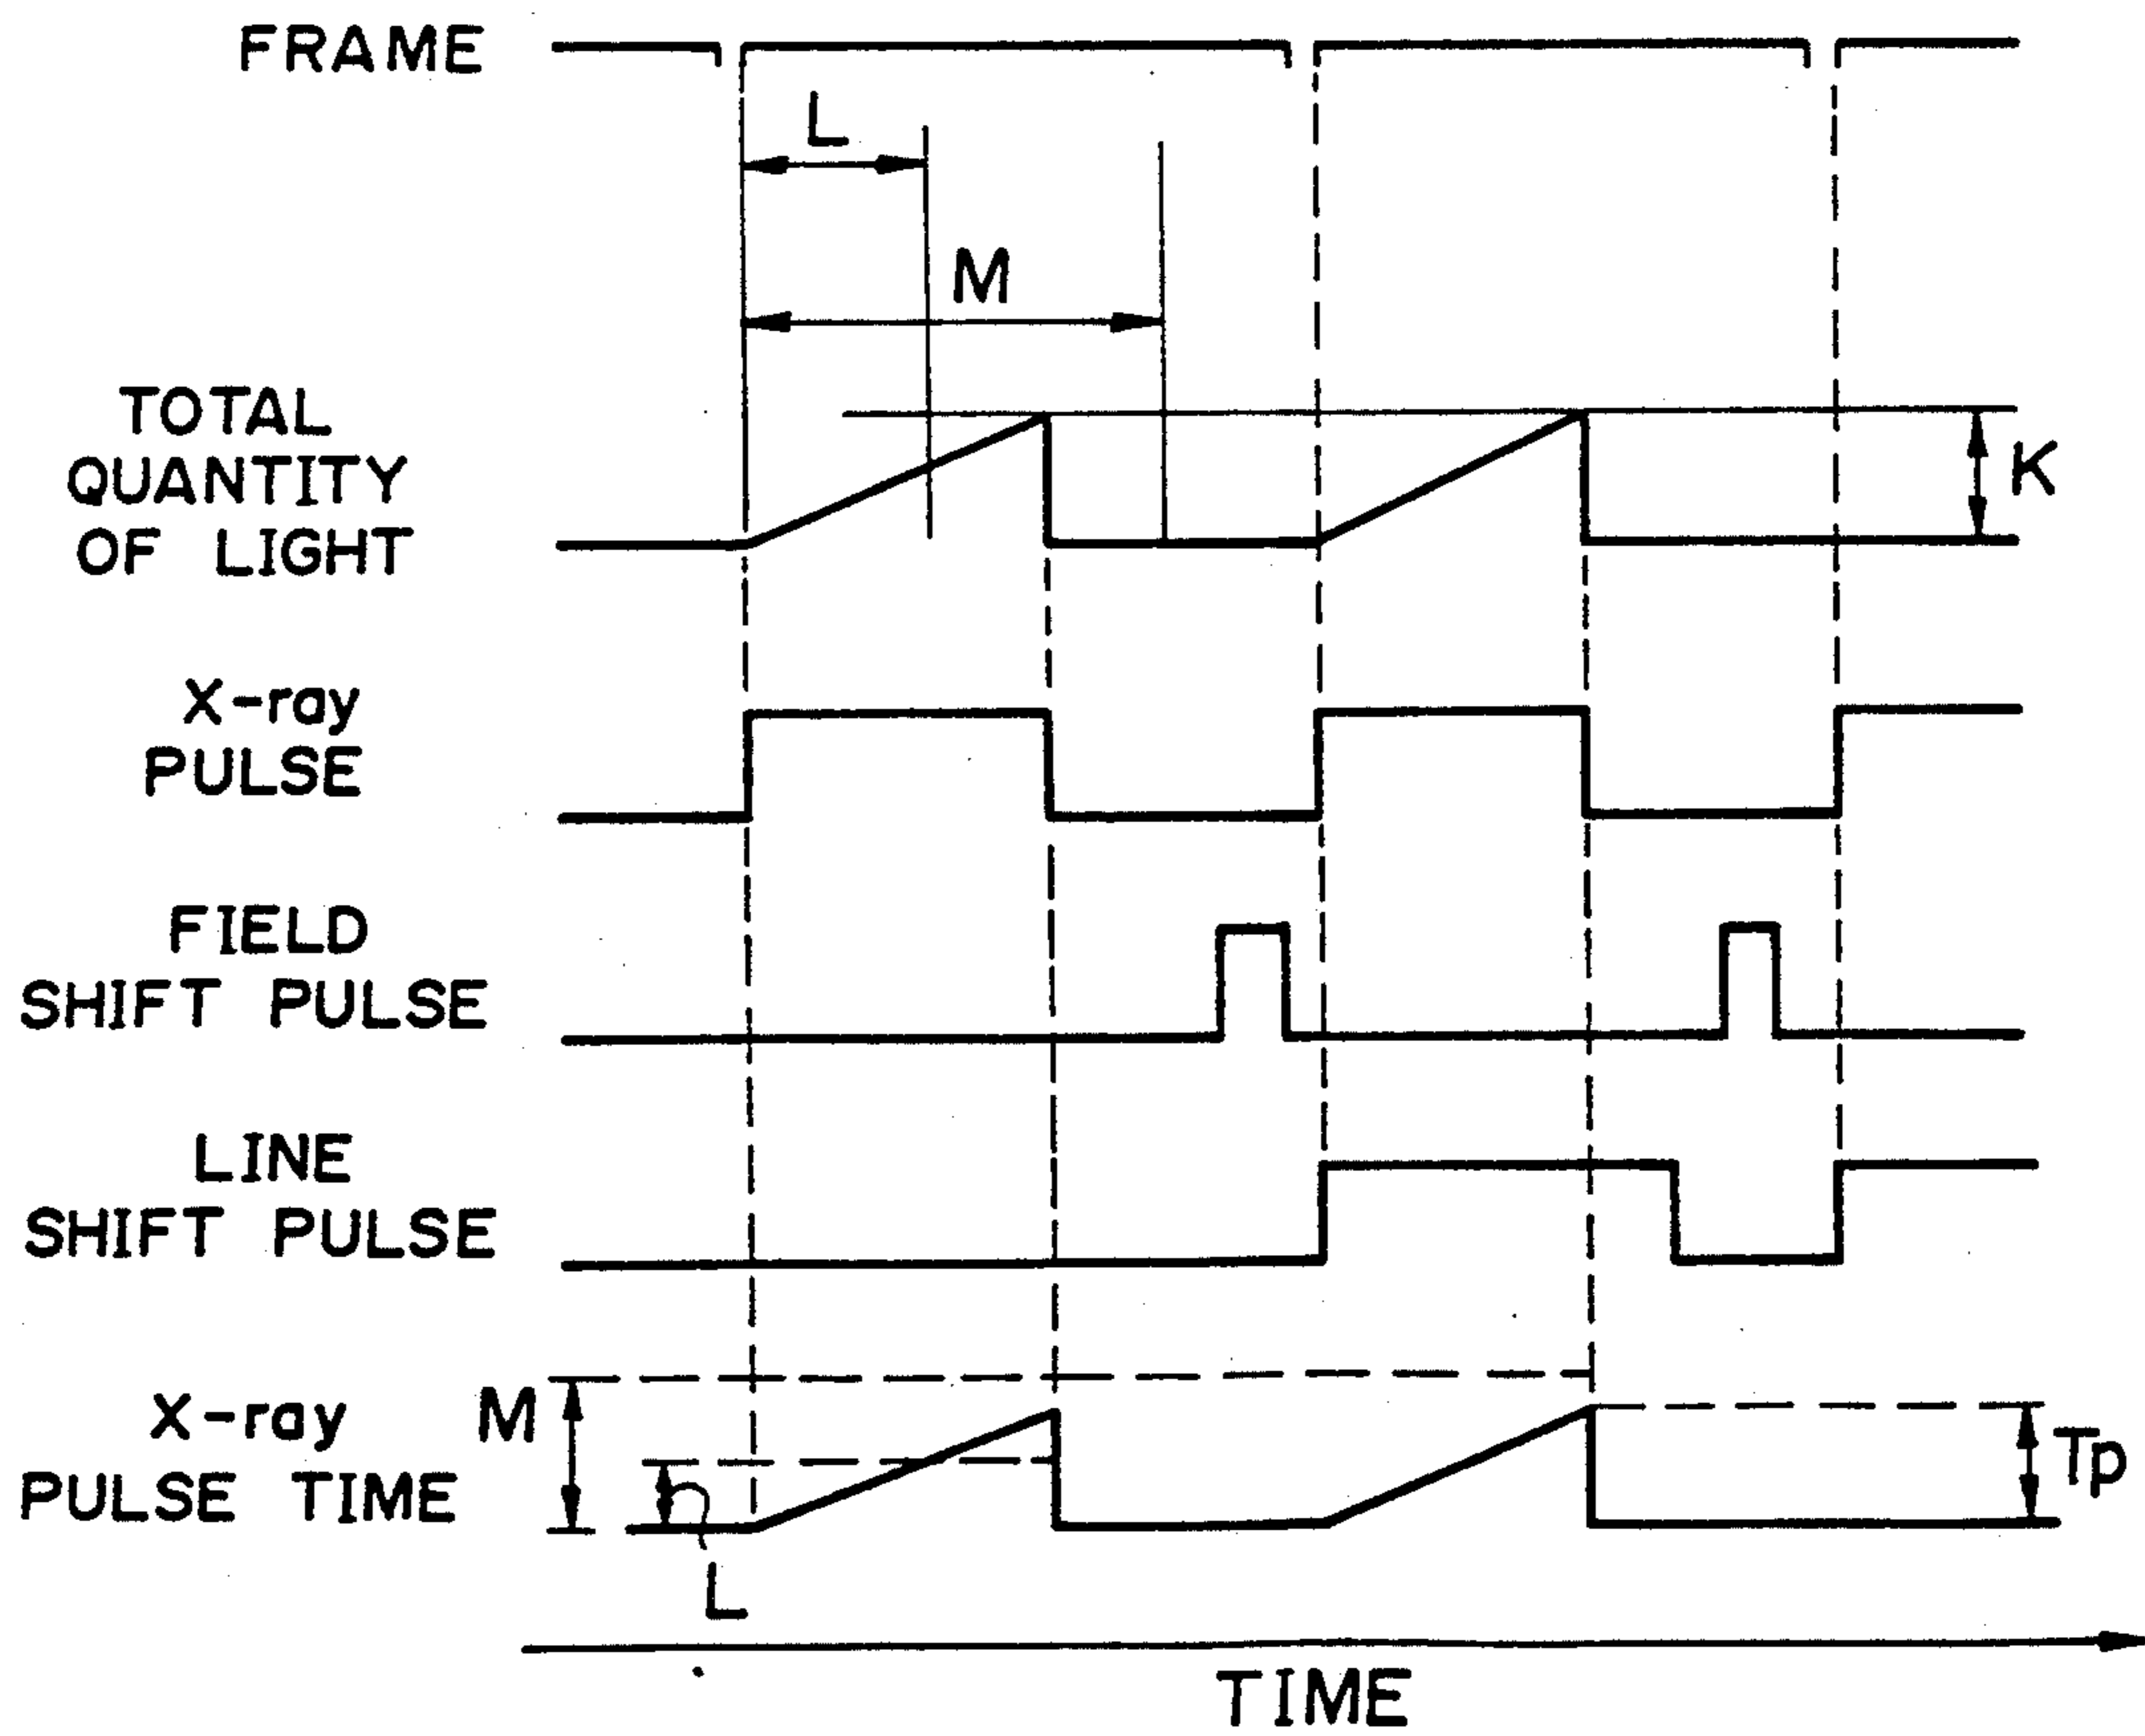 FRAME
L
M
TOTAL
QUANTITY
OF LIGHT
K
X-ray
PULSE
FIELD
SHIFT PULSE
LINE
SHIFT PULSE
X-ray
PULSE TIME
M
L
Tp
TIME